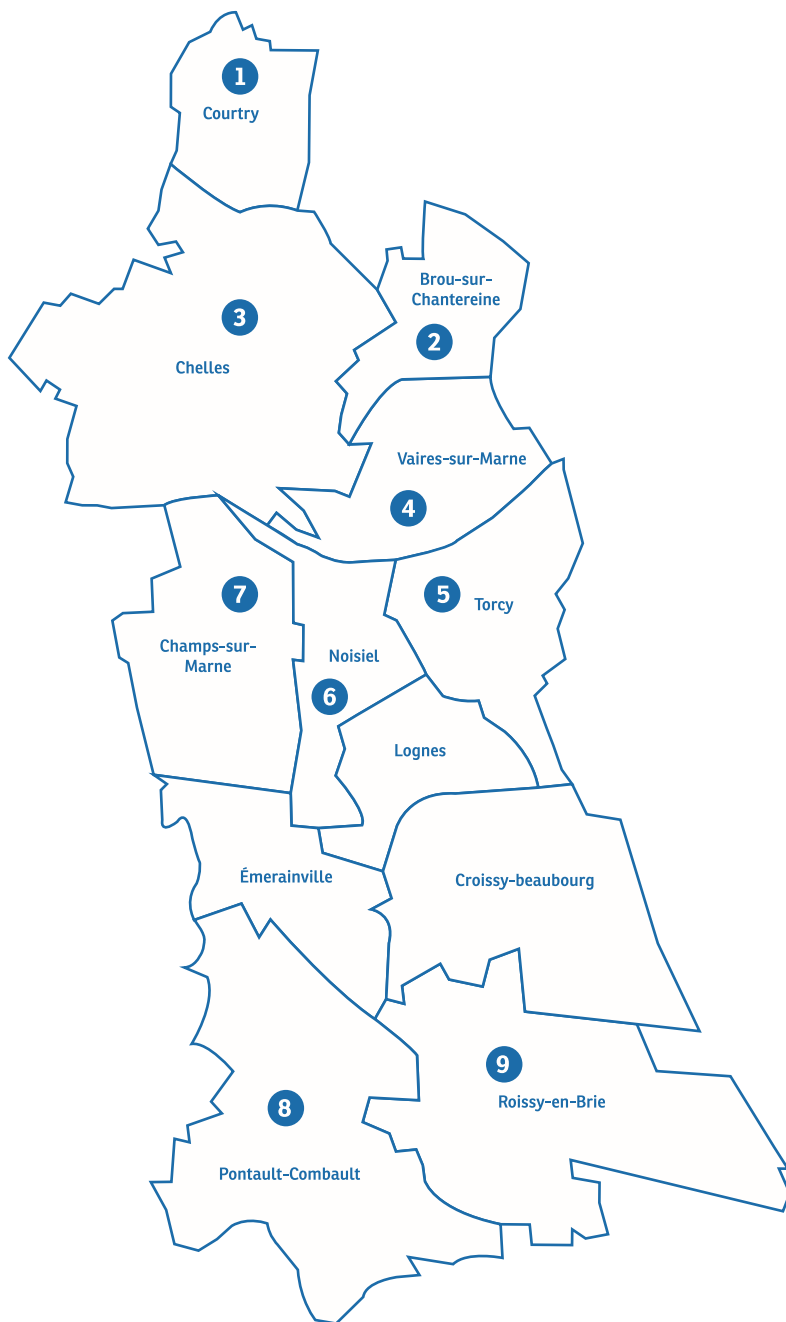 1
Courtry
Brou-sur-
Chantereine
2
3
Chelles
Vaires-sur-Marne
4
5
Torcy
7
Champs-sur-
Marne
Noisiel
6
Lognes
Émerainville
Croissy-beaubourg
9
Roissy-en-Brie
8
Pontault-Combault